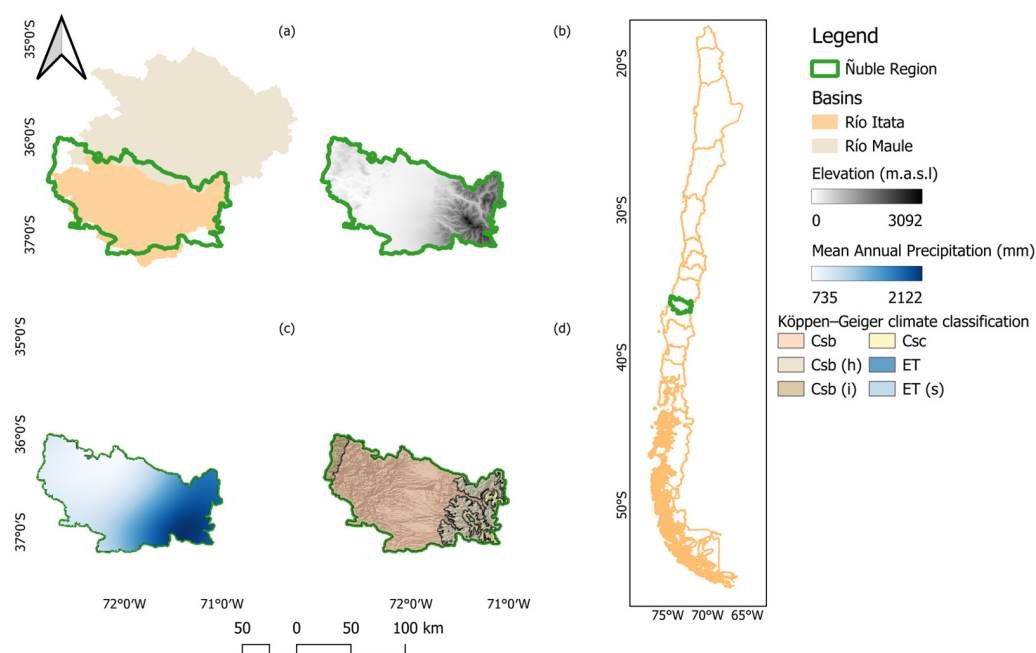 (a)
(b)
35°0'S
36°0'S
37°0'S
(c)
(d)
35°0'S
36°0'S
37°0'S
72°0'W
71°0'W
72°0'W
71°0'W
50
0
50
100 km
20°S
30°S
40°S
50°S
75°W
70°W
65°W
Legend
Ñuble Region
Basins
Río Itata
Río Maule
Elevation (m.a.s.l)
0
3092
Mean Annual Precipitation (mm)
735
2122
Köppen–Geiger climate classification
Csb
Csc
Csb (h)
ET
Csb (i)
ET (s)